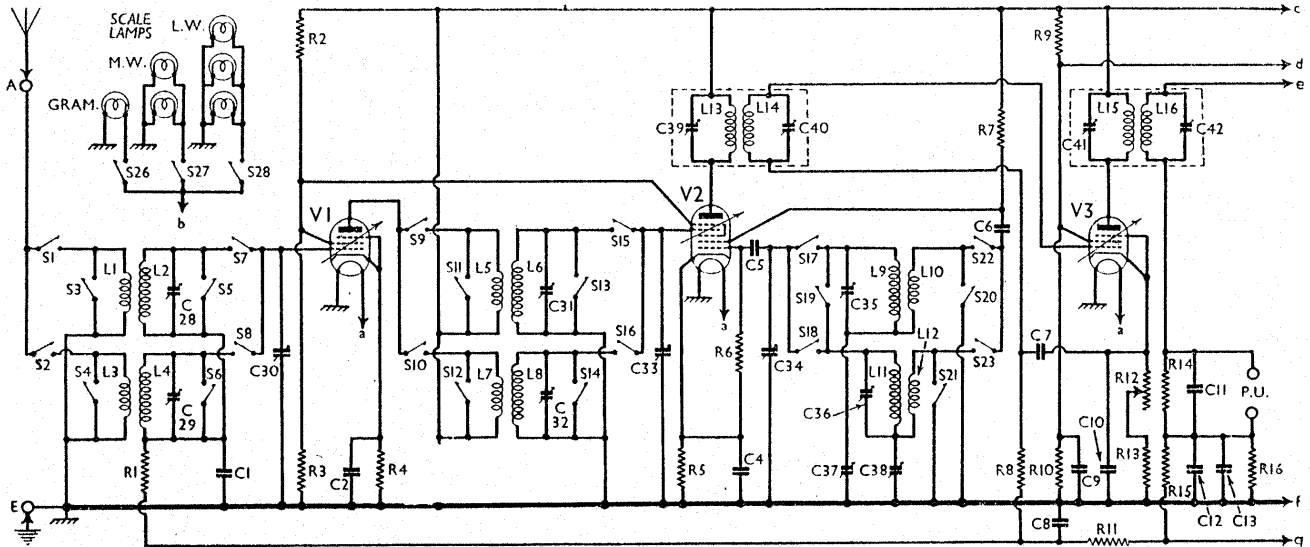 SCALE
LAMPS
L.W.
M.W.
GRAM.
A
S26
S27
S28
b
R2
V1
S1
S2
S3
L1
L2
C
28
S5
S7
S4
L3
L4
C
29
S6
S8
C30
R1
C1
R3
C2
R4
a
E
S9
S10
S11
L5
L6
C31
S13
S15
S12
L7
L8
C
32
S14
S16
C33
C39
L13
L14
C40
V2
a
C5
R6
R5
C4
C34
S17
S18
S19
C35
L9
L10
S20
S22
S23
C6
R7
L11
L12
S21
C36
C37
C38
R8
C7
R9
R10
C9
C10
C8
R11
L15
L16
C41
C42
V3
a
R12
R13
R14
R15
C11
C12
C13
P.U.
R16
c
d
e
f
g